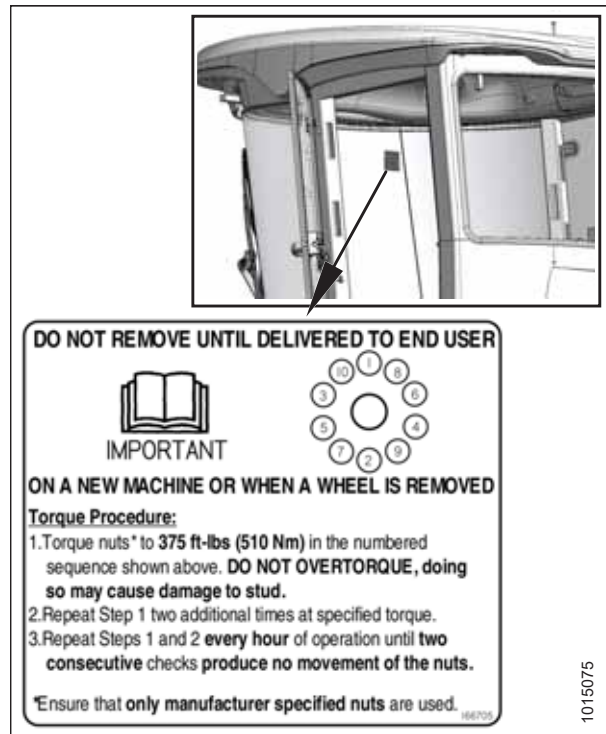 DO NOT REMOVE UNTIL DELIVERED TO END USER
10 1 8
3 6
5 4
7 2 9
IMPORTANT
ON A NEW MACHINE OR WHEN A WHEEL IS REMOVED
Torque Procedure:
1.Torque nuts* to 375 ft-lbs (510 Nm) in the numbered
sequence shown above. DO NOT OVERTORQUE, doing
so may cause damage to stud.
2.Repeat Step 1 two additional times at specified torque.
3.Repeat Steps 1 and 2 every hour of operation until two
consecutive checks produce no movement of the nuts.
*Ensure that only manufacturer specified nuts are used.
166705
1015075